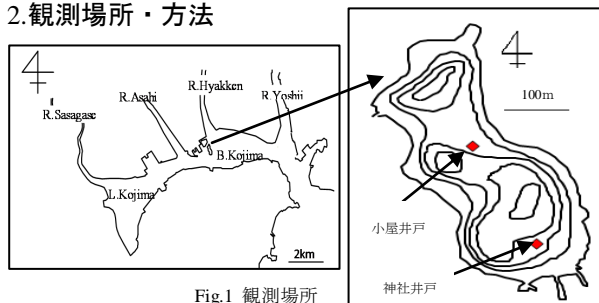 2.観測場所・方法
R.Hyakken
R.Asahi
R.Yoshii
R.Sasagase
B.Kojima
L.Kojima
2km
100m
小屋井戸
神社井戸
Fig.1 観測場所